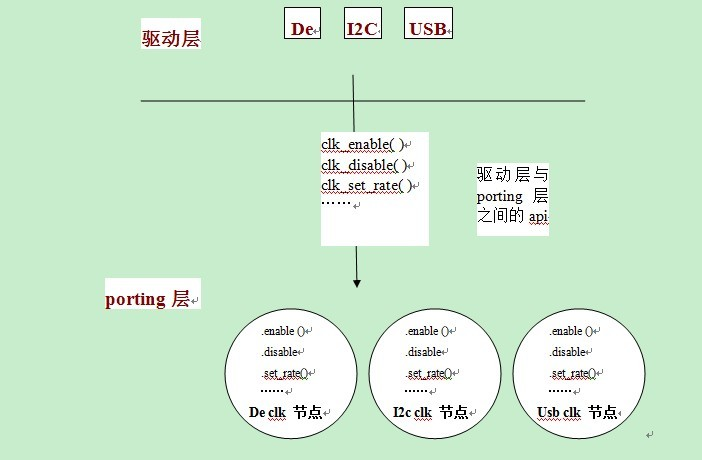 驱动层
De
I2C
USB
clk_enable( )
clk_disable( )
clk_set_rate( )
……
驱动层与
porting 层
之间的 api
porting 层
.enable ()
.disable
.set_rate()
……
De clk 节点
.enable ()
.disable
.set_rate()
……
I2c clk 节点
.enable ()
.disable
.set_rate()
……
Usb clk 节点